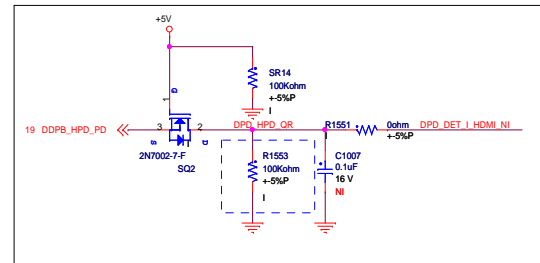 +5V
SR14
100Kohm
+-5%P
I
1
G
19 DDPB_HPD_PD
3
2
DPD_HPD_QR
R1551
0ohm
DPD_DET_I_HDMI_NI
I
+-5%P
S
D
2N7002-7-F
SQ2
R1553
100Kohm
+-5%P
I
C1007
0.1uF
16 V
NI